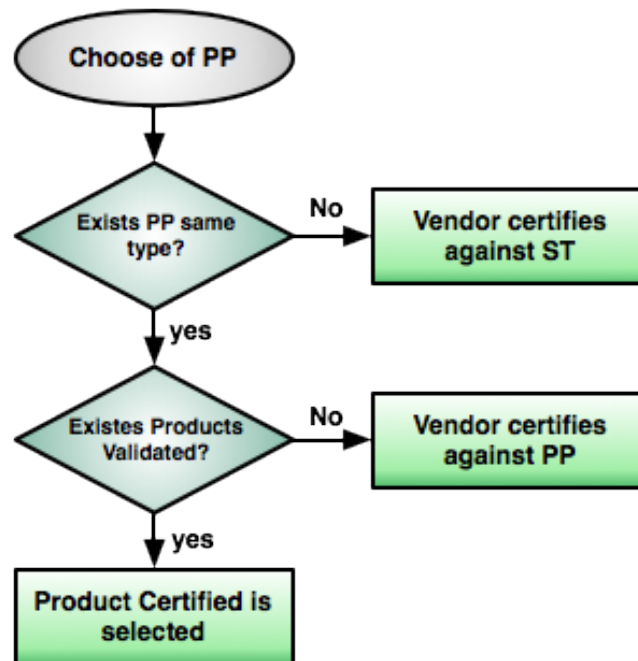 Choose of PP
Exists PP same
type?
No
Vendor certifies
against ST
yes
Existes Products
Validated?
No
Vendor certifies
against PP
yes
Product Certified is
selected